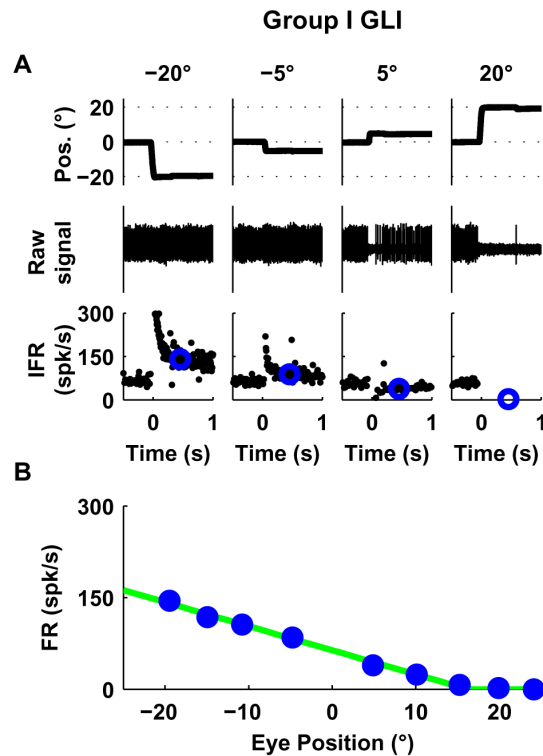 Group I GLI
A
−20° −5° 5° 20°
Pos. (°)
20
0
−20
Raw signal
IFR (spk/s)
300
150
0
0 1 0 1 0 1 0 1
Time (s) Time (s) Time (s) Time (s)
B
FR (spk/s)
300
150
0
−20 −10 0 10 20
Eye Position (°)